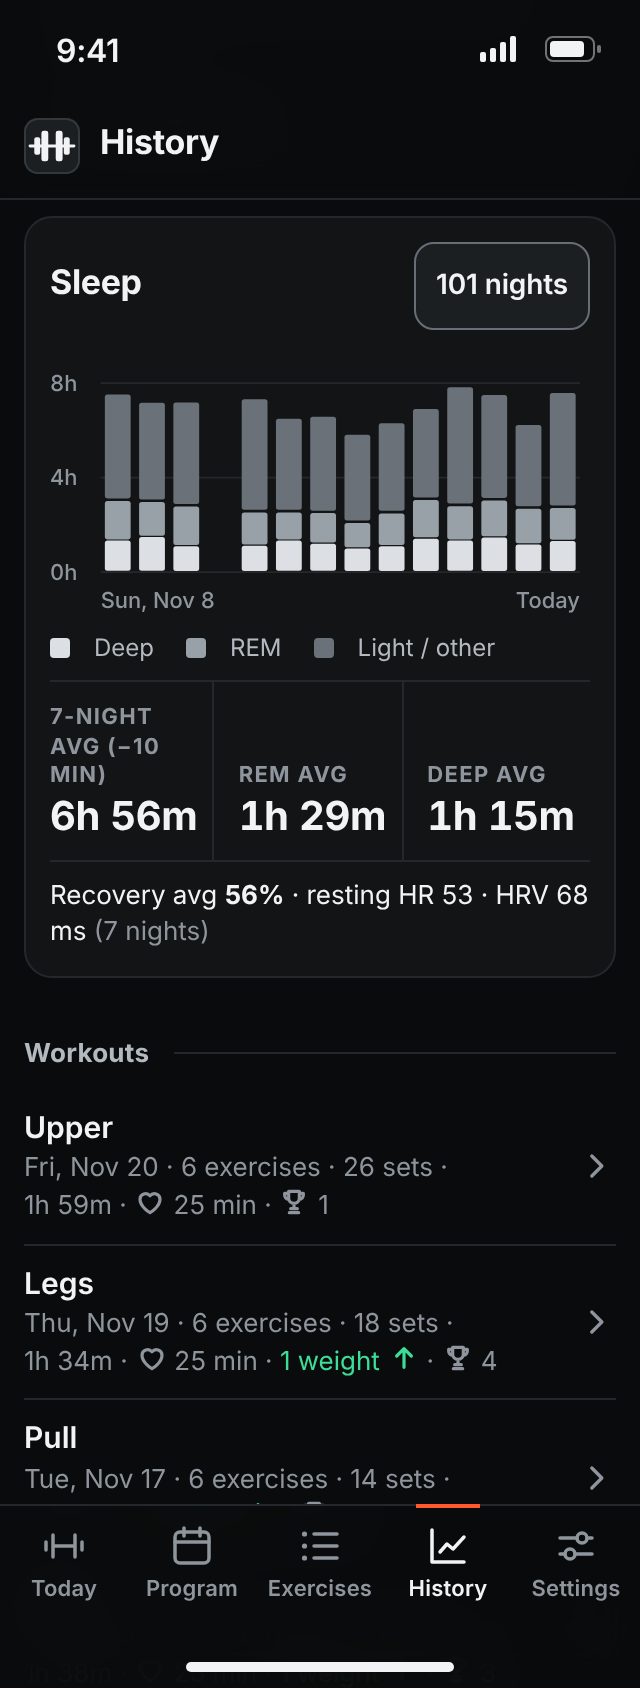 9:41
History
Sleep
101 nights
8h
4h
0h
Sun, Nov 8
Today
Deep
REM
Light / other
7-NIGHT
AVG (−10
MIN)
6h 56m
REM AVG
1h 29m
DEEP AVG
1h 15m
Recovery avg 56% · resting HR 53 · HRV 68
ms (7 nights)
Workouts
Upper
Fri, Nov 20 · 6 exercises · 26 sets ·
1h 59m · 25 min · 1
Legs
Thu, Nov 19 · 6 exercises · 18 sets ·
1h 34m · 25 min · 1 weight ↑ · 4
Pull
Tue, Nov 17 · 6 exercises · 14 sets ·
Today
Program
Exercises
History
Settings